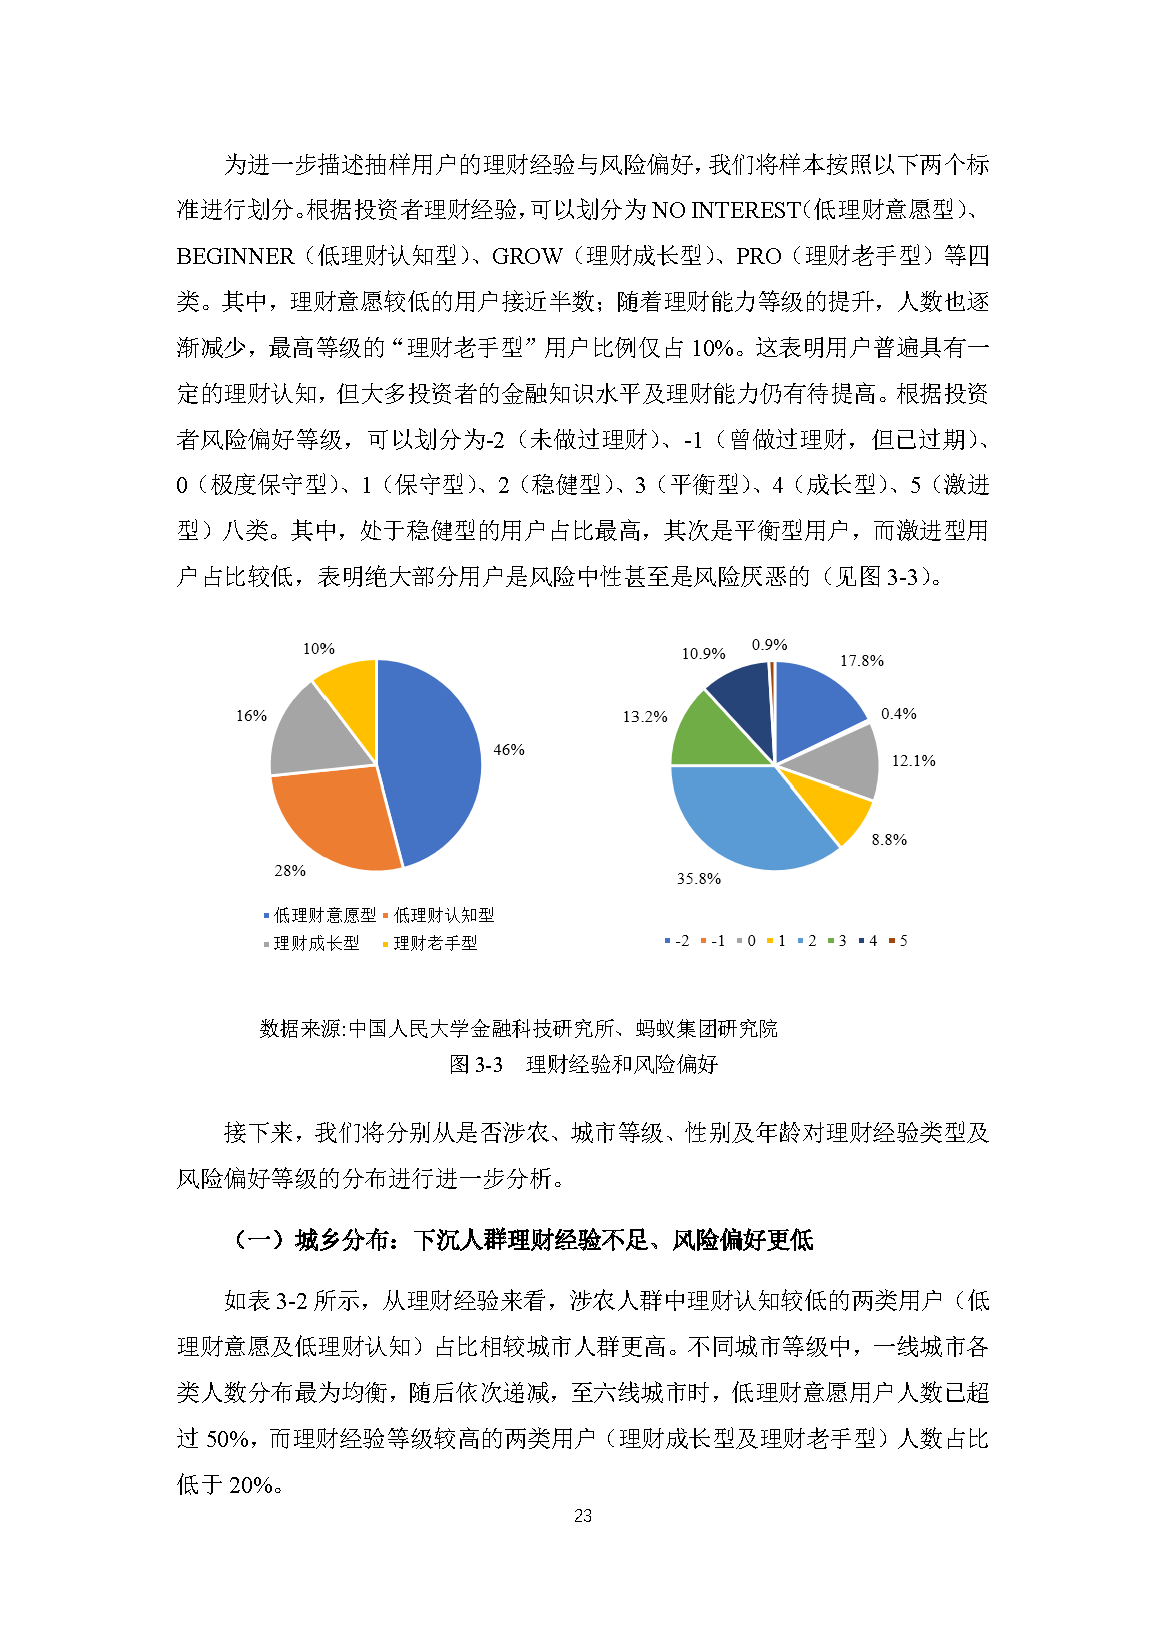 为进一步描述抽样用户的理财经验与风险偏好，我们将样本按照以下两个标
准进行划分。根据投资者理财经验，可以划分为 NO INTEREST（低理财意愿型）、
BEGINNER（低理财认知型）、GROW（理财成长型）、PRO（理财老手型）等四
类。其中，理财意愿较低的用户接近半数；随着理财能力等级的提升，人数也逐
渐减少，最高等级的“理财老手型”用户比例仅占 10%。这表明用户普遍具有一
定的理财认知，但大多投资者的金融知识水平及理财能力仍有待提高。根据投资
者风险偏好等级，可以划分为-2（未做过理财）、-1（曾做过理财，但已过期）、
0（极度保守型）、1（保守型）、2（稳健型）、3（平衡型）、4（成长型）、5（激进
型）八类。其中，处于稳健型的用户占比最高，其次是平衡型用户，而激进型用
户占比较低，表明绝大部分用户是风险中性甚至是风险厌恶的（见图 3-3）。
10%
16%
46%
28%
低理财意愿型 低理财认知型
理财成长型 理财老手型
0.9%
10.9%
17.8%
13.2%
0.4%
12.1%
8.8%
35.8%
-2 -1 0 1 2 3 4 5
数据来源:中国人民大学金融科技研究所、蚂蚁集团研究院
图 3-3 理财经验和风险偏好
接下来，我们将分别从是否涉农、城市等级、性别及年龄对理财经验类型及
风险偏好等级的分布进行进一步分析。
（一）城乡分布：下沉人群理财经验不足、风险偏好更低
如表 3-2 所示，从理财经验来看，涉农人群中理财认知较低的两类用户（低
理财意愿及低理财认知）占比相较城市人群更高。不同城市等级中，一线城市各
类人数分布最为均衡，随后依次递减，至六线城市时，低理财意愿用户人数已超
过 50%，而理财经验等级较高的两类用户（理财成长型及理财老手型）人数占比
低于 20%。
23